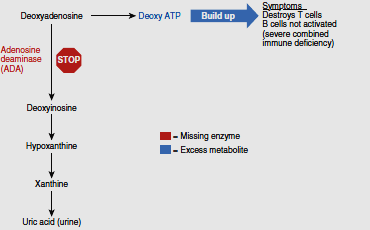 Deoxyadenosine
Deoxy ATP
Build up
Symptoms
Destroys T cells
B cells not activated
(severe combined
immune deficiency)
Adenosine
deaminase
(ADA)
STOP
Deoxyinosine
Hypoxanthine
Xanthine
Uric acid (urine)
= Missing enzyme
= Excess metabolite